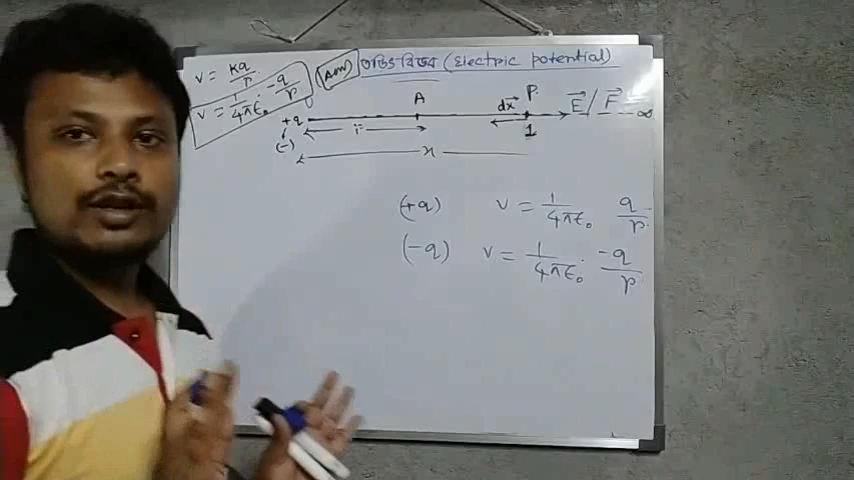 তড়িৎ বিভব (Electric potential)
V = Kq/r
(Ans)
V = 1/4πε₀ · -q/r
A
dx⃗ P
E⃗/F⃗
+q
(-)
r
1
∞
x
(+q) V = 1/4πε₀ q/r
(-q) V = 1/4πε₀ · -q/r